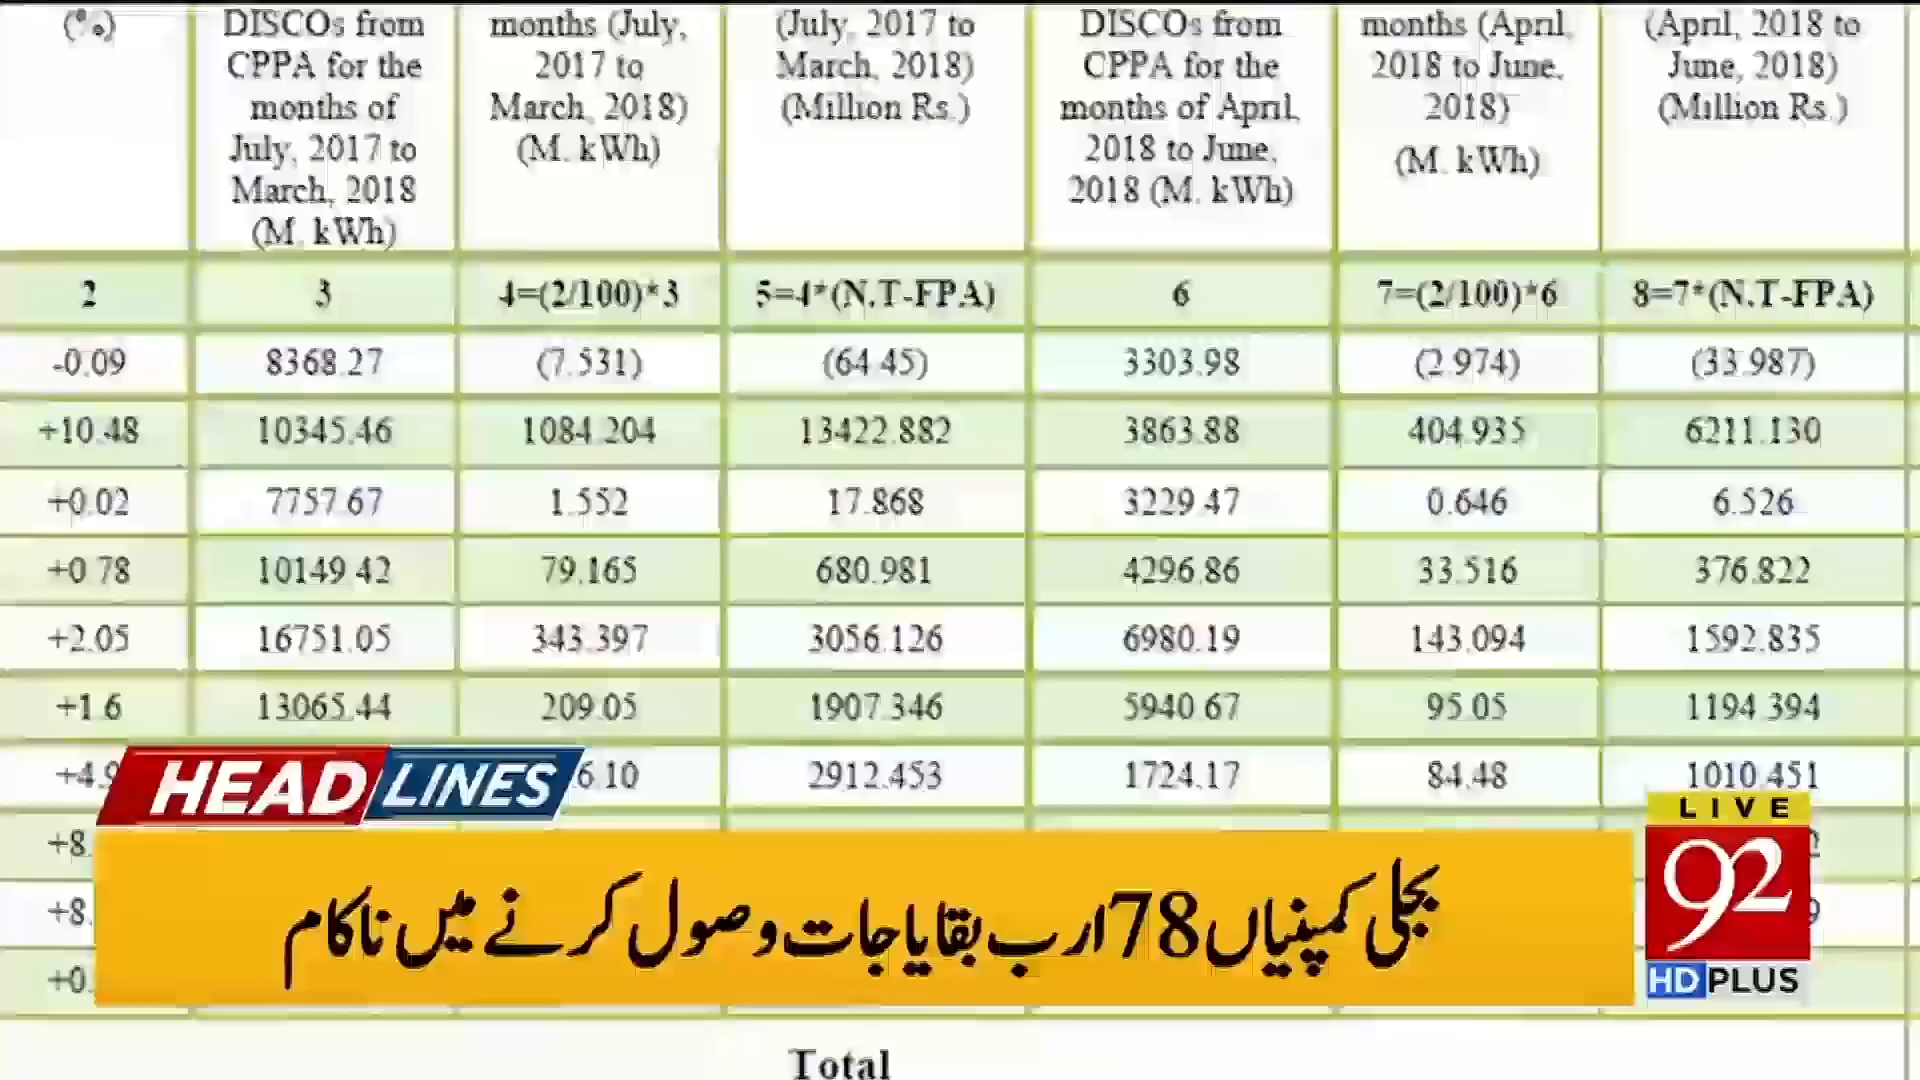 (%)
DISCOs from
CPPA for the
months of
July, 2017 to
March, 2018
(M. kWh)
months (July,
2017 to
March, 2018)
(M. kWh)
(July, 2017 to
March, 2018)
(Million Rs.)
DISCOs from
CPPA for the
months of April,
2018 to June,
2018 (M. kWh)
months (April,
2018 to June,
2018)
(M. kWh)
(April, 2018 to
June, 2018)
(Million Rs.)
2 3 4=(2/100)*3 5=4*(N.T-FPA) 6 7=(2/100)*6 8=7*(N.T-FPA)
-0.09 8368.27 (7.531) (64.45) 3303.98 (2.974) (33.987)
+10.48 10345.46 1084.204 13422.882 3863.88 404.935 6211.130
+0.02 7757.67 1.552 17.868 3229.47 0.646 6.526
+0.78 10149.42 79.165 680.981 4296.86 33.516 376.822
+2.05 16751.05 343.397 3056.126 6980.19 143.094 1592.835
+1.6 13065.44 209.05 1907.346 5940.67 95.05 1194.394
+4.9 6.10 2912.453 1724.17 84.48 1010.451
HEADLINES
LIVE
+8.
بجلی کمپنیاں 78 ارب بقایاجات وصول کرنے میں ناکام
92
+8.
+0.
HD PLUS
Total